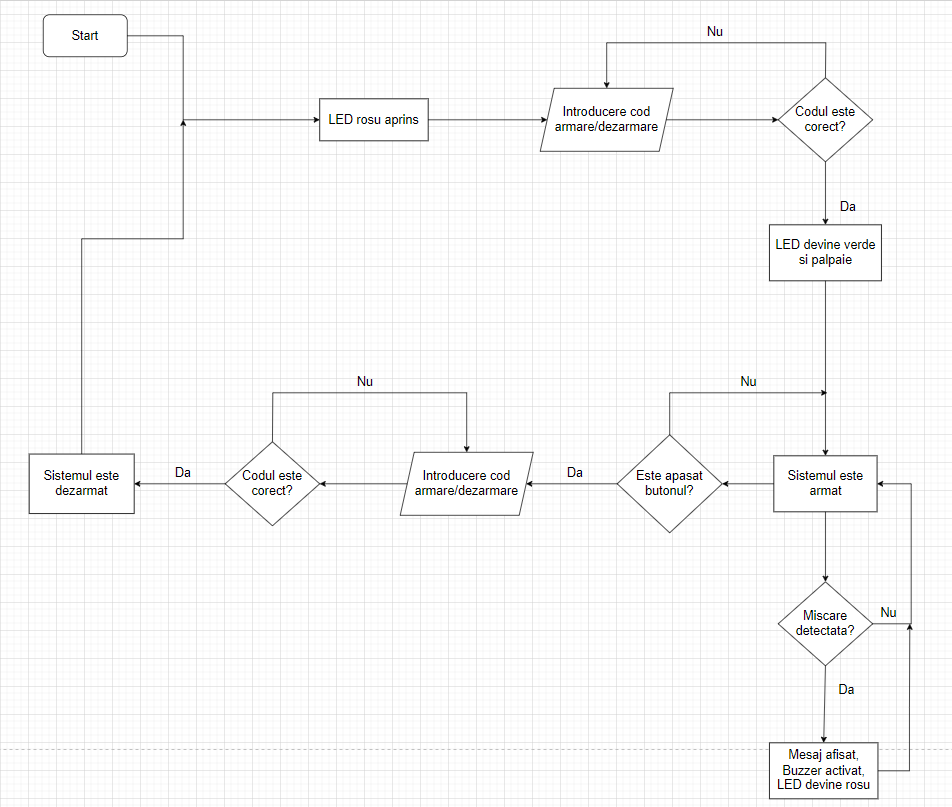 Start
Nu
LED rosu aprins
Introducere cod
armare/dezarmare
Codul este
corect?
Da
LED devine verde
si palpaie
Nu
Nu
Sistemul este
dezarmat
Da
Codul este
corect?
Introducere cod
armare/dezarmare
Da
Este apasat
butonul?
Sistemul este
armat
Miscare
detectata?
Nu
Da
Mesaj afisat,
Buzzer activat,
LED devine rosu